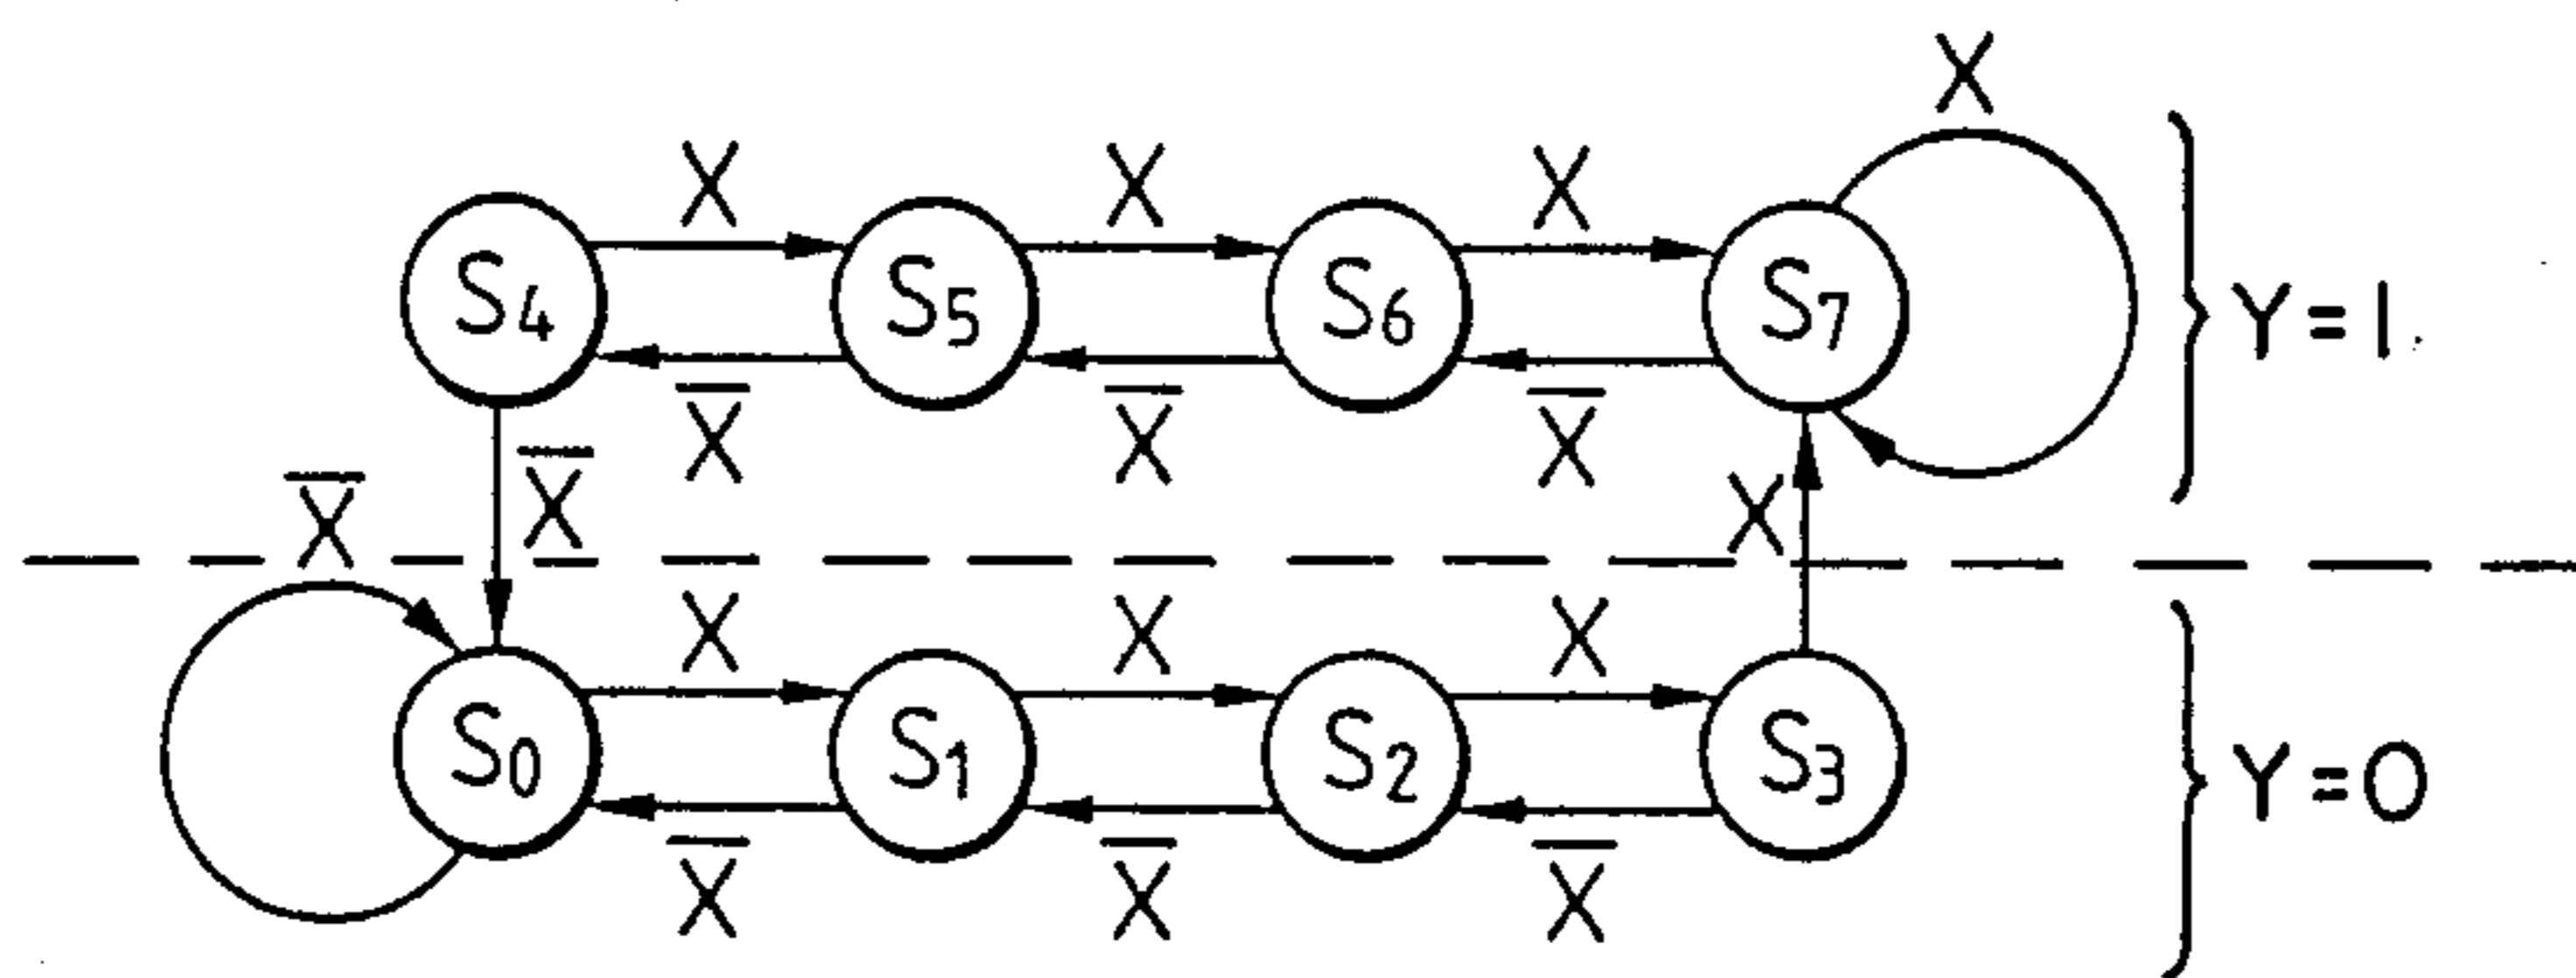 X
X X X
S4 S5 S6 S7 Y=1
X̅ X̅ X̅
X̅ X̅ X
X X X
S0 S1 S2 S3 Y=0
X̅ X̅ X̅